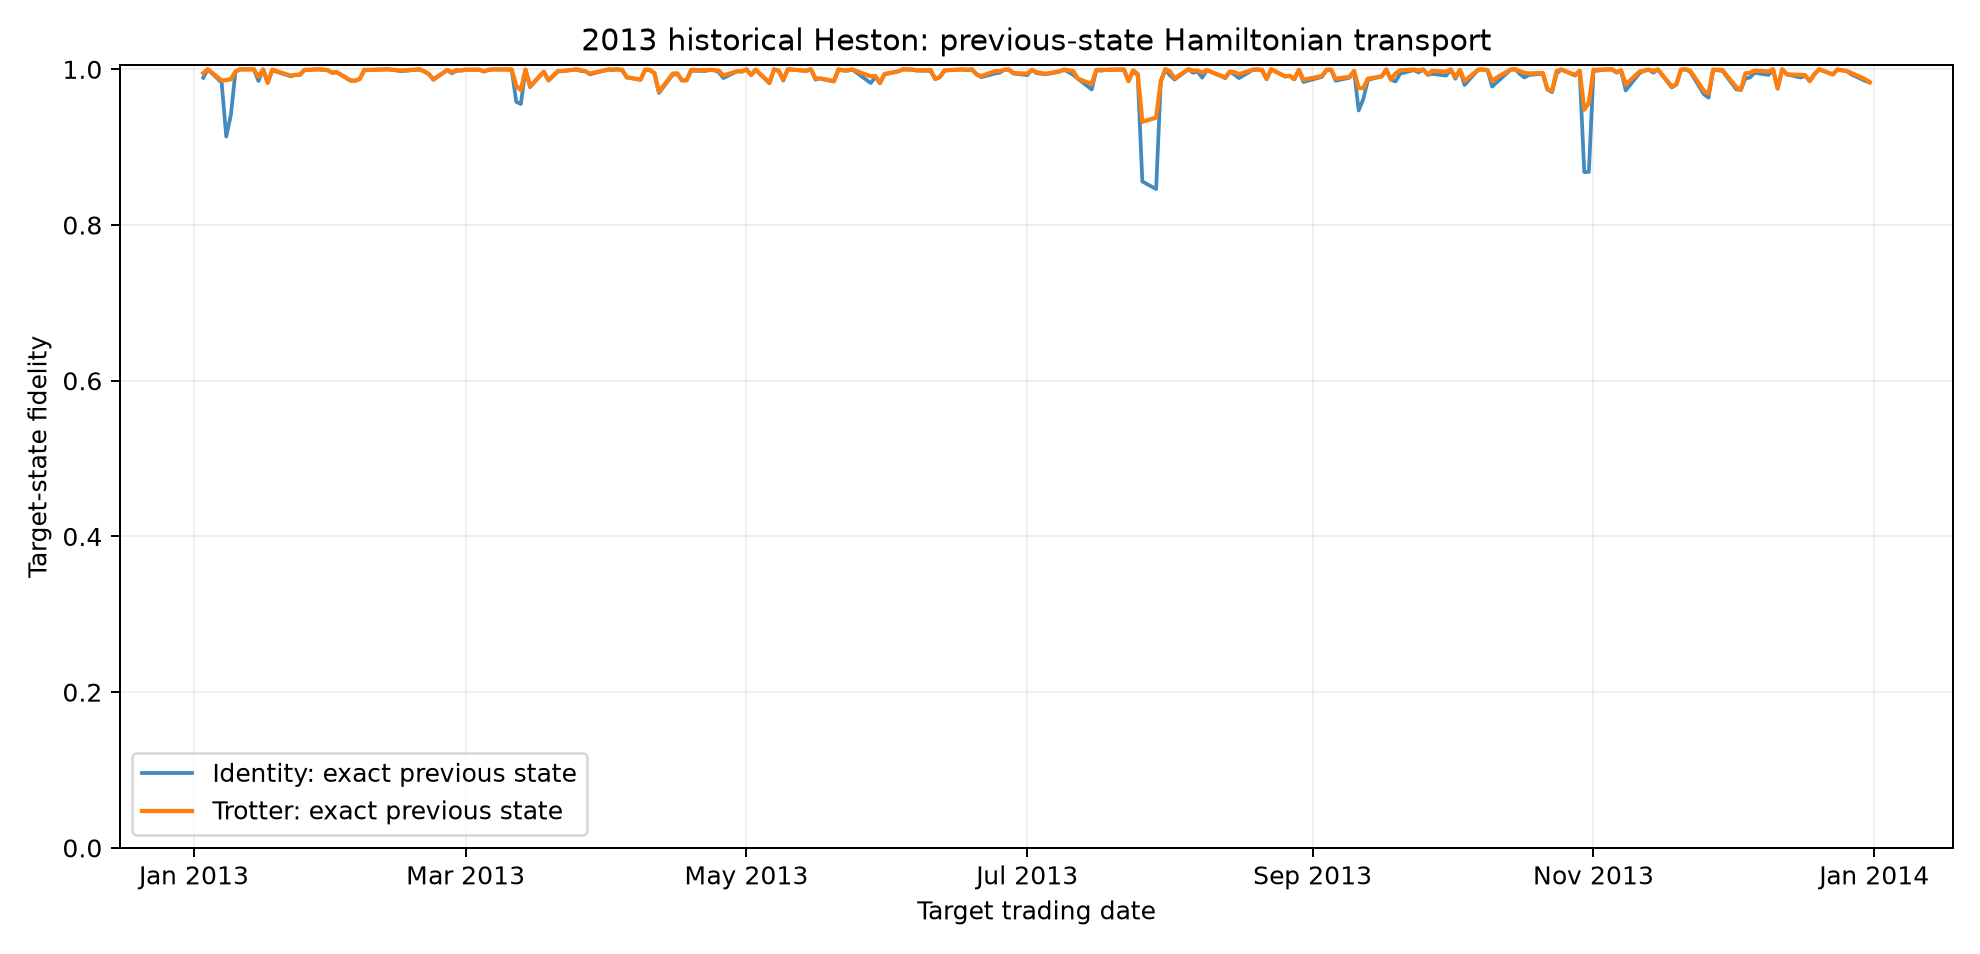 2013 historical Heston: previous-state Hamiltonian transport
Target-state fidelity
1.0
0.8
0.6
0.4
0.2
0.0
Identity: exact previous state
Trotter: exact previous state
Jan 2013 Mar 2013 May 2013 Jul 2013 Sep 2013 Nov 2013 Jan 2014
Target trading date